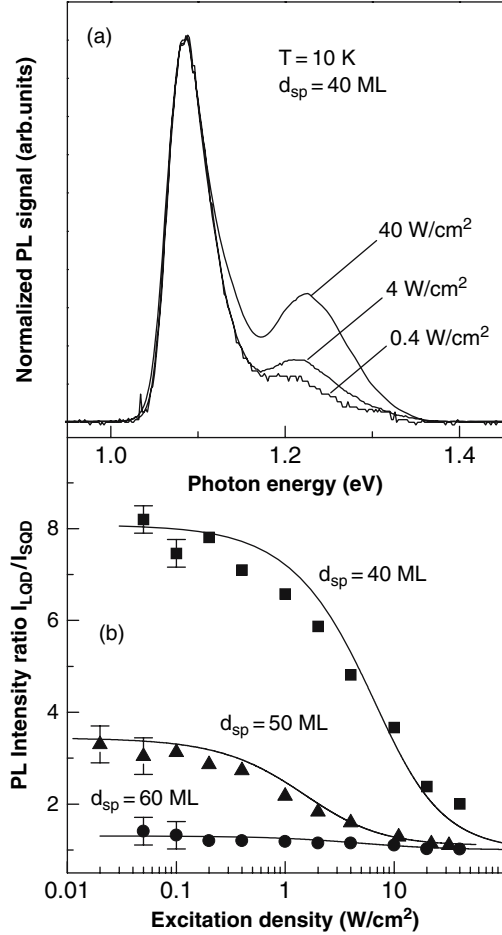 (a)
T = 10 K
d_sp = 40 ML
Normalized PL signal (arb.units)
40 W/cm²
4 W/cm²
0.4 W/cm²
1.0 1.2 1.4
Photon energy (eV)
8
6
4
2
PL Intensity ratio I_LQD/I_SQD
d_sp = 40 ML
(b)
d_sp = 50 ML
d_sp = 60 ML
0.01 0.1 1 10
Excitation density (W/cm²)